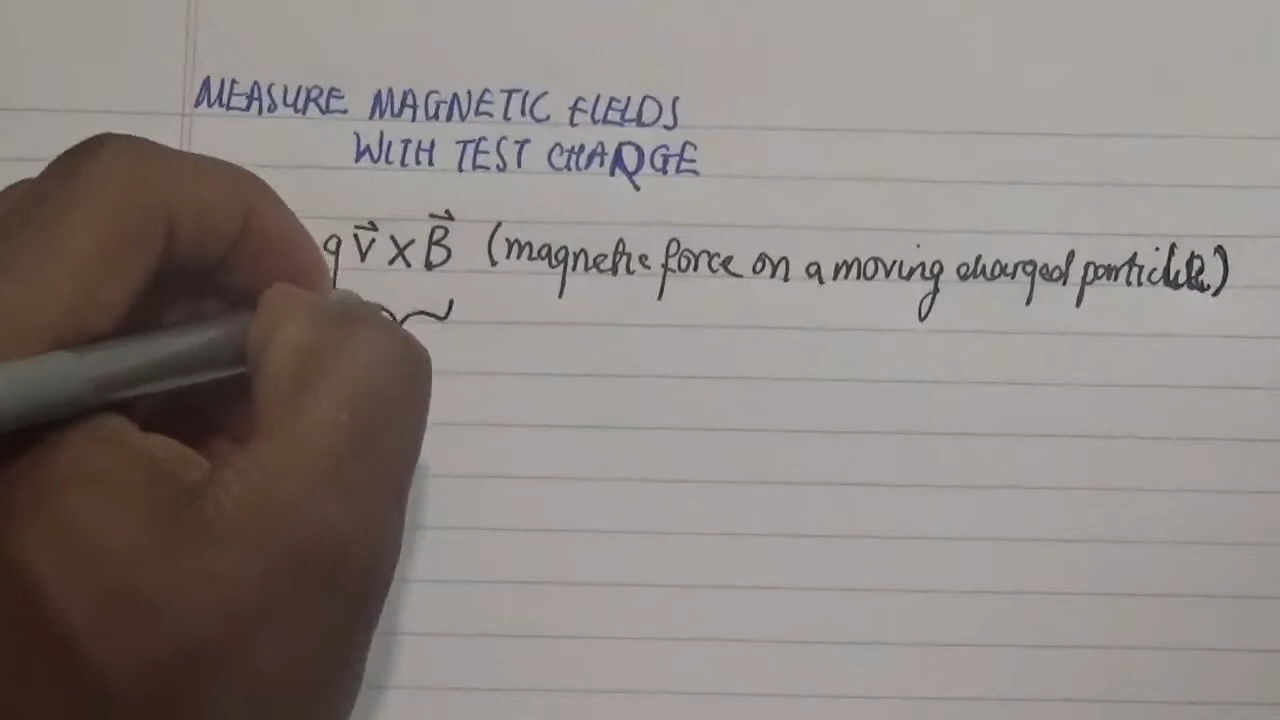 MEASURE MAGNETIC FIELDS
WITH TEST CHARGE
q v⃗ × B⃗ (magnetic force on a moving charged particle)